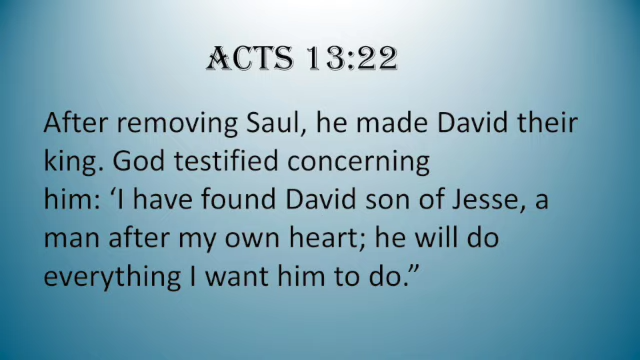 ACTS 13:22
After removing Saul, he made David their
king. God testified concerning
him: ‘I have found David son of Jesse, a
man after my own heart; he will do
everything I want him to do.”